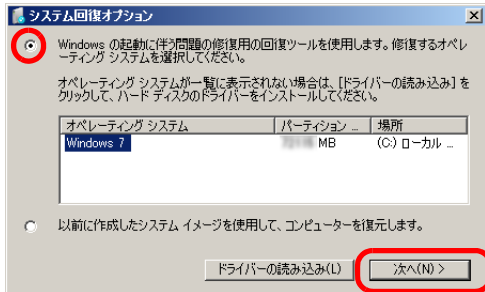 システム回復オプション
Windows の起動に伴う問題の修復用の回復ツールを使用します。修復するオペレ
ーティング システムを選択してください。
オペレーティング システムが一覧に表示されない場合は、[ドライバーの読み込み] を
クリックして、ハード ディスクのドライバーをインストールしてください。
オペレーティング システム パーティション ... 場所
Windows 7 MB (C:) ローカル ...
以前に作成したシステム イメージを使用して、コンピューターを復元します。
ドライバーの読み込み(L) 次へ(N) >